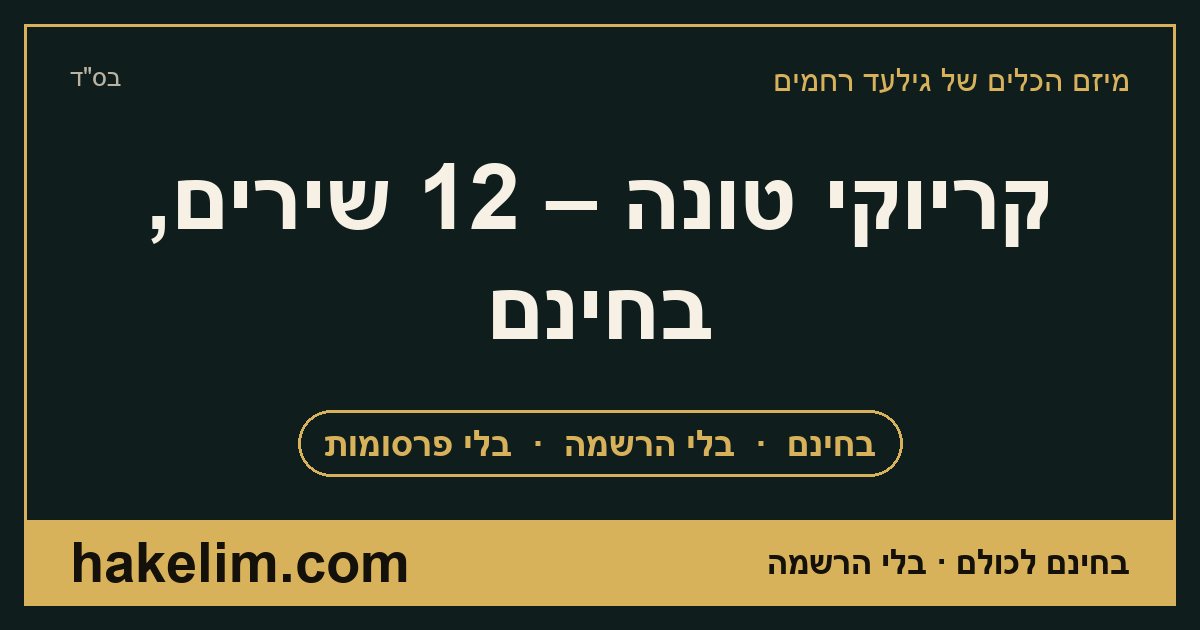 מיזם הכלים של גילעד רחמים
בס"ד
קריוקי טונה – 12 שירים,
בחינם
בחינם · בלי הרשמה · בלי פרסומות
בחינם לכולם · בלי הרשמה
hakelim.com